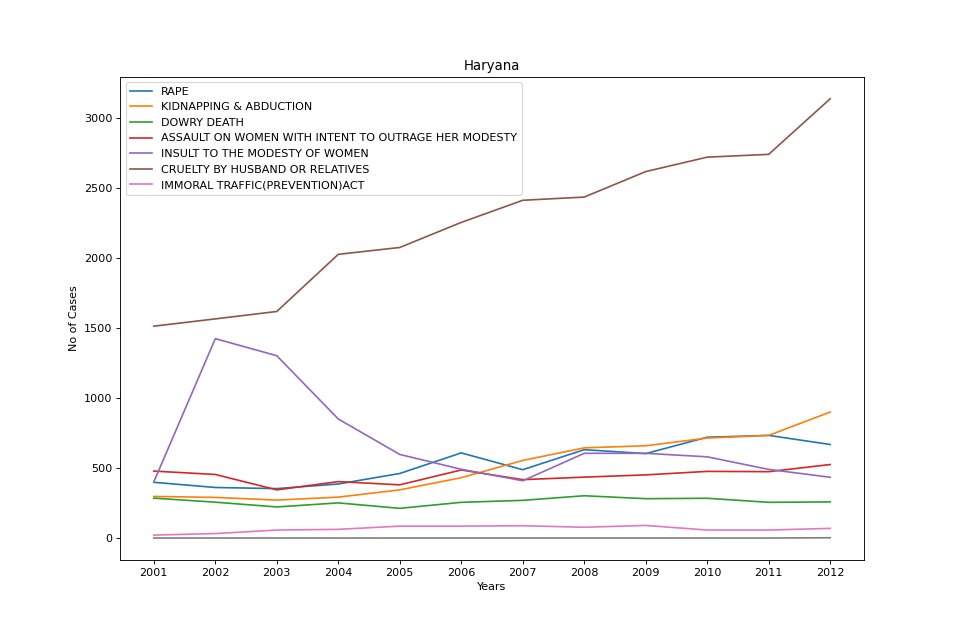 Haryana
RAPE
KIDNAPPING & ABDUCTION
DOWRY DEATH
ASSAULT ON WOMEN WITH INTENT TO OUTRAGE HER MODESTY
INSULT TO THE MODESTY OF WOMEN
CRUELTY BY HUSBAND OR RELATIVES
IMMORAL TRAFFIC(PREVENTION)ACT
No of Cases
3000
2500
2000
1500
1000
500
0
2001 2002 2003 2004 2005 2006 2007 2008 2009 2010 2011 2012
Years